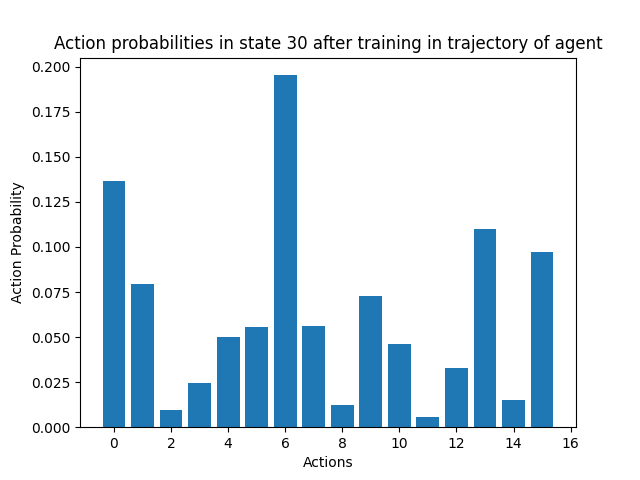 Action probabilities in state 30 after training in trajectory of agent
0.200
0.175
0.150
0.125
0.100
0.075
0.050
0.025
0.000
Action Probability
0 2 4 6 8 10 12 14 16
Actions